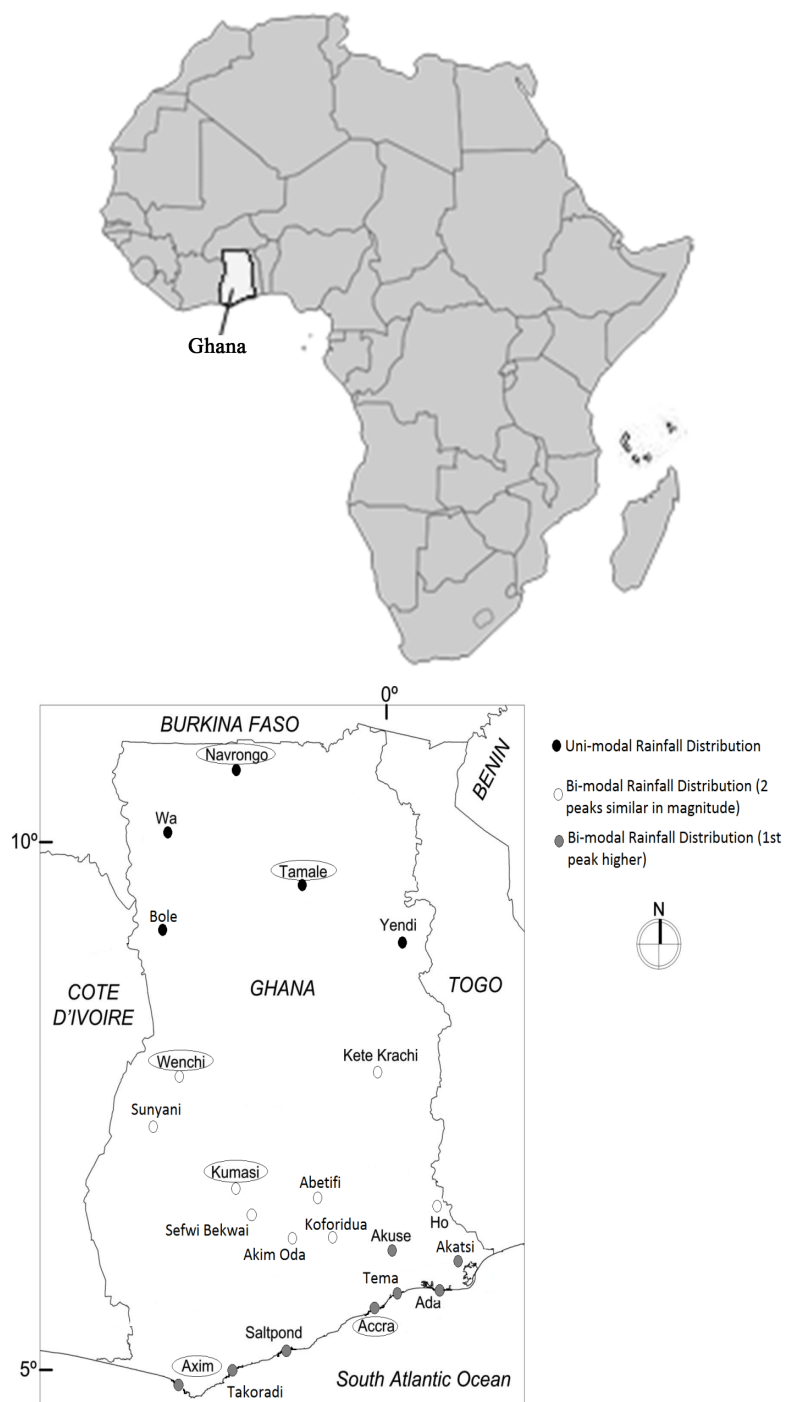 Ghana
0º
BURKINA FASO
BENIN
Navrongo
Wa
10º
Tamale
Bole
Yendi
COTE
D'IVOIRE
GHANA
TOGO
Wenchi
Kete Krachi
Sunyani
Kumasi
Abetifi
Sefwi Bekwai
Koforidua
Ho
Akim Oda
Akuse
Akatsi
Tema
Ada
Accra
Saltpond
Axim
5º
Takoradi
South Atlantic Ocean
Uni-modal Rainfall Distribution
Bi-modal Rainfall Distribution (2
peaks similar in magnitude)
Bi-modal Rainfall Distribution (1st
peak higher)
N